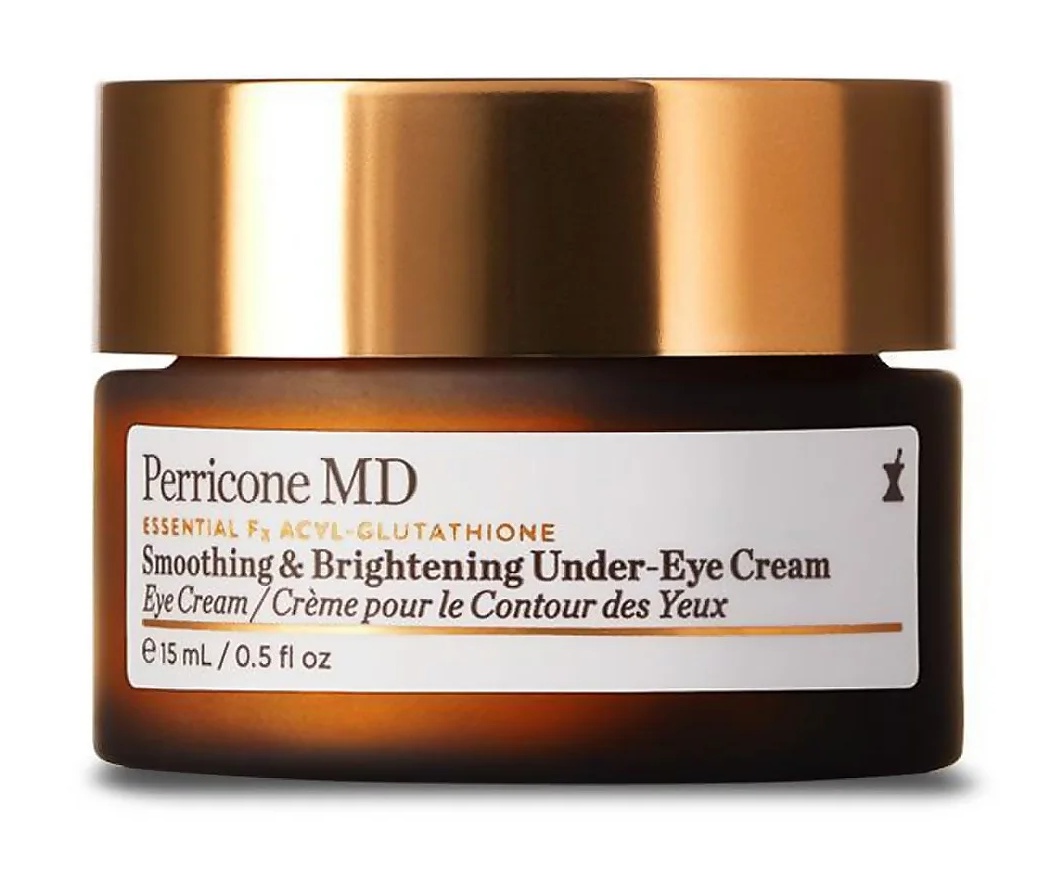 Perricone MD
ESSENTIAL Fx ACYL-GLUTATHIONE
Smoothing & Brightening Under-Eye Cream
Eye Cream / Crème pour le Contour des Yeux
℮ 15 mL / 0.5 fl oz